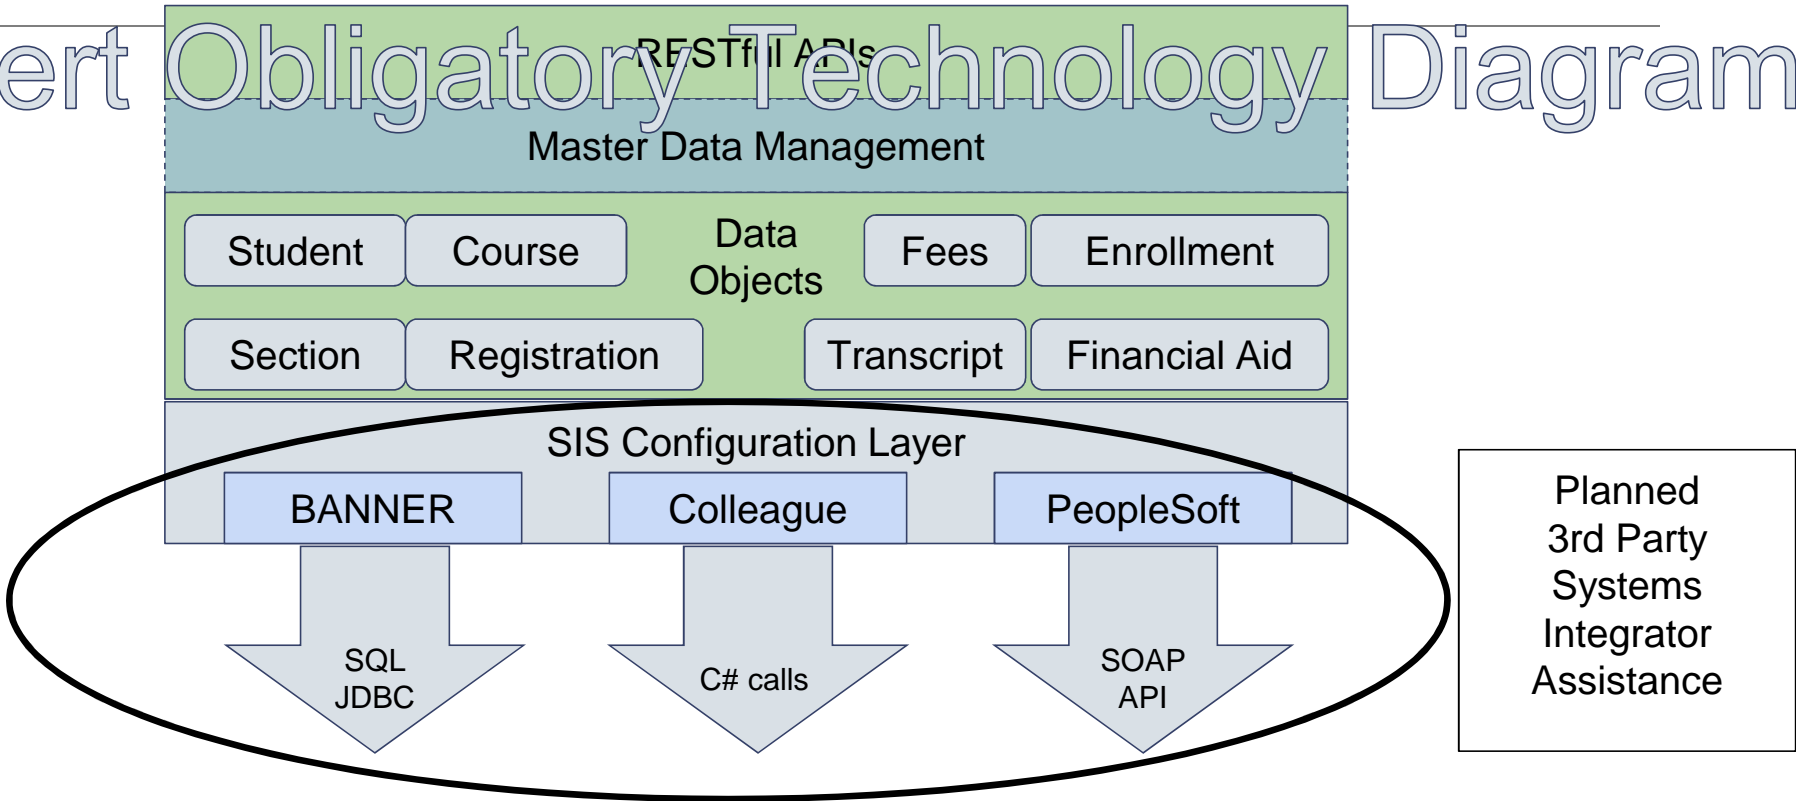 ert Obligatory Technology Diagram
RESTful APIs
Master Data Management
Student Course Data Objects Fees Enrollment
Section Registration Transcript Financial Aid
SIS Configuration Layer
BANNER Colleague PeopleSoft
SQL
JDBC
C# calls
SOAP
API
Planned
3rd Party
Systems
Integrator
Assistance